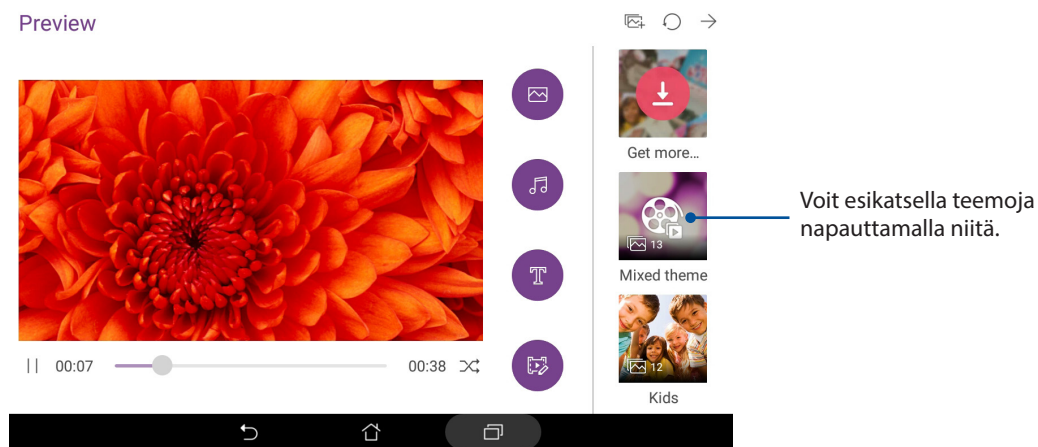 Preview
Get more...
13
Mixed theme
12
Kids
00:07
00:38
Voit esikatsella teemoja
napauttamalla niitä.